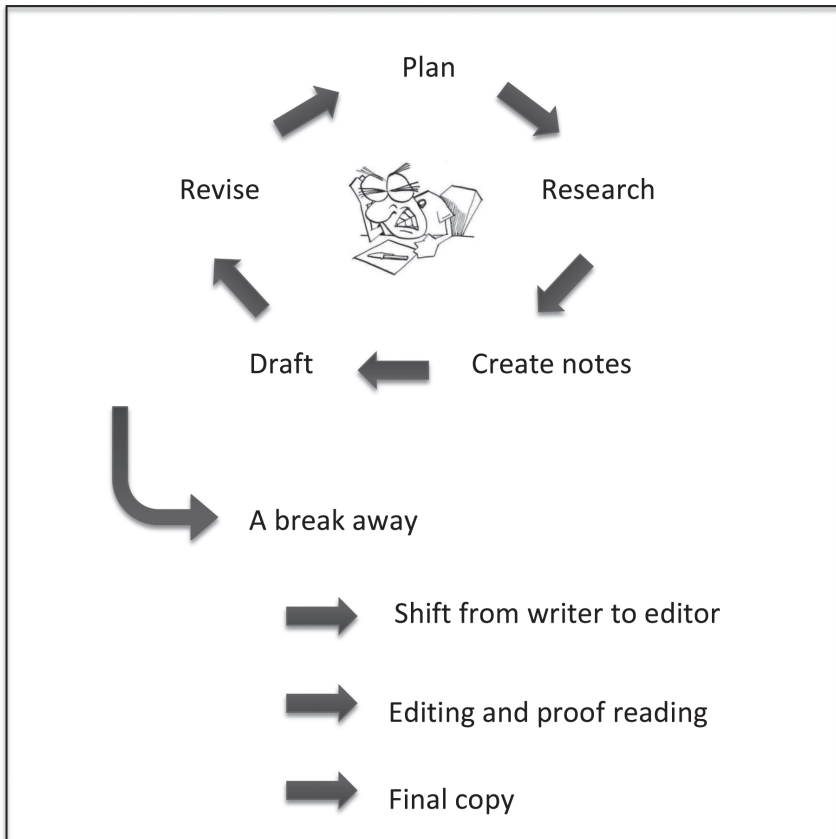 Plan
Revise
Research
Draft
Create notes
A break away
Shift from writer to editor
Editing and proof reading
Final copy